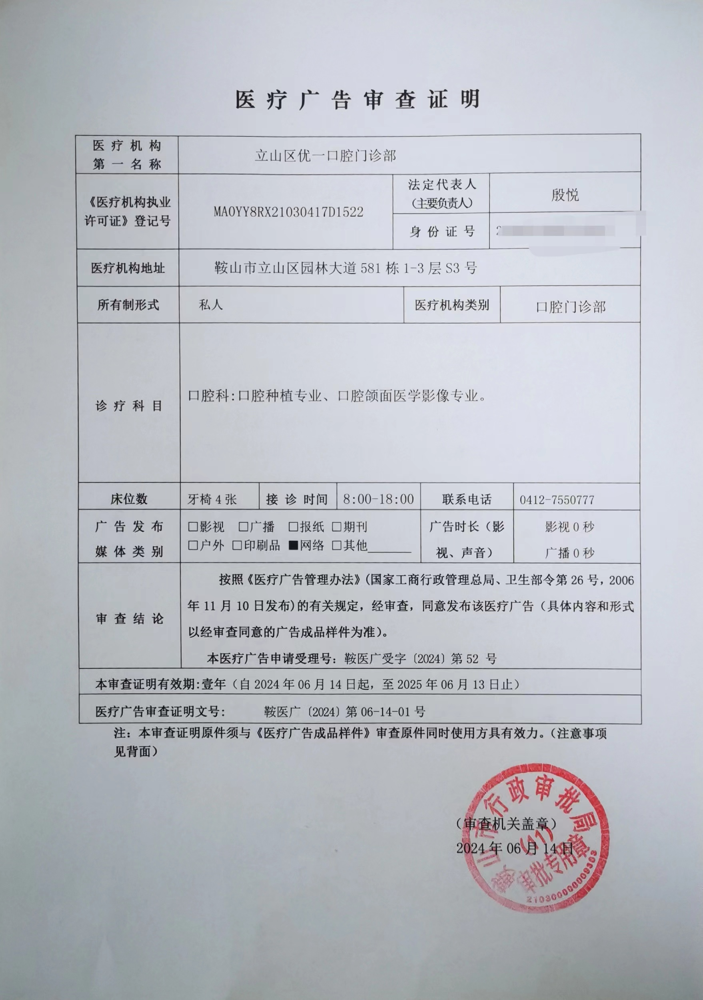 医疗广告审查证明
医疗机构
第一名称
立山区优一口腔门诊部
《医疗机构执业
许可证》登记号
MA0YY8RX21030417D1522
法定代表人
（主要负责人）
殷悦
身份证号
2
医疗机构地址
鞍山市立山区园林大道 581 栋 1-3 层 S3 号
所有制形式
私人
医疗机构类别
口腔门诊部
诊疗科目
口腔科:口腔种植专业、口腔颌面医学影像专业。
床位数
牙椅 4 张
接诊时间
8:00-18:00
联系电话
0412-7550777
广告发布
媒体类别
□影视 □广播 □报纸 □期刊
□户外 □印刷品 ■网络 □其他______
广告时长（影
视、声音）
影视 0 秒
广播 0 秒
审查结论
按照《医疗广告管理办法》(国家工商行政管理总局、卫生部令第 26 号，2006
年 11 月 10 日发布)的有关规定，经审查，同意发布该医疗广告（具体内容和形式
以经审查同意的广告成品样件为准）。
本医疗广告申请受理号：鞍医广受字〔2024〕第 52 号
本审查证明有效期:壹年（自 2024 年 06 月 14 日起，至 2025 年 06 月 13 日止）
医疗广告审查证明文号： 鞍医广〔2024〕第 06-14-01 号
注：本审查证明原件须与《医疗广告成品样件》审查原件同时使用方具有效力。（注意事项
见背面）
（审查机关盖章）
2024 年 06 月 14 日
鞍山市行政审批局
(11)
审批专用章
2103000000009303